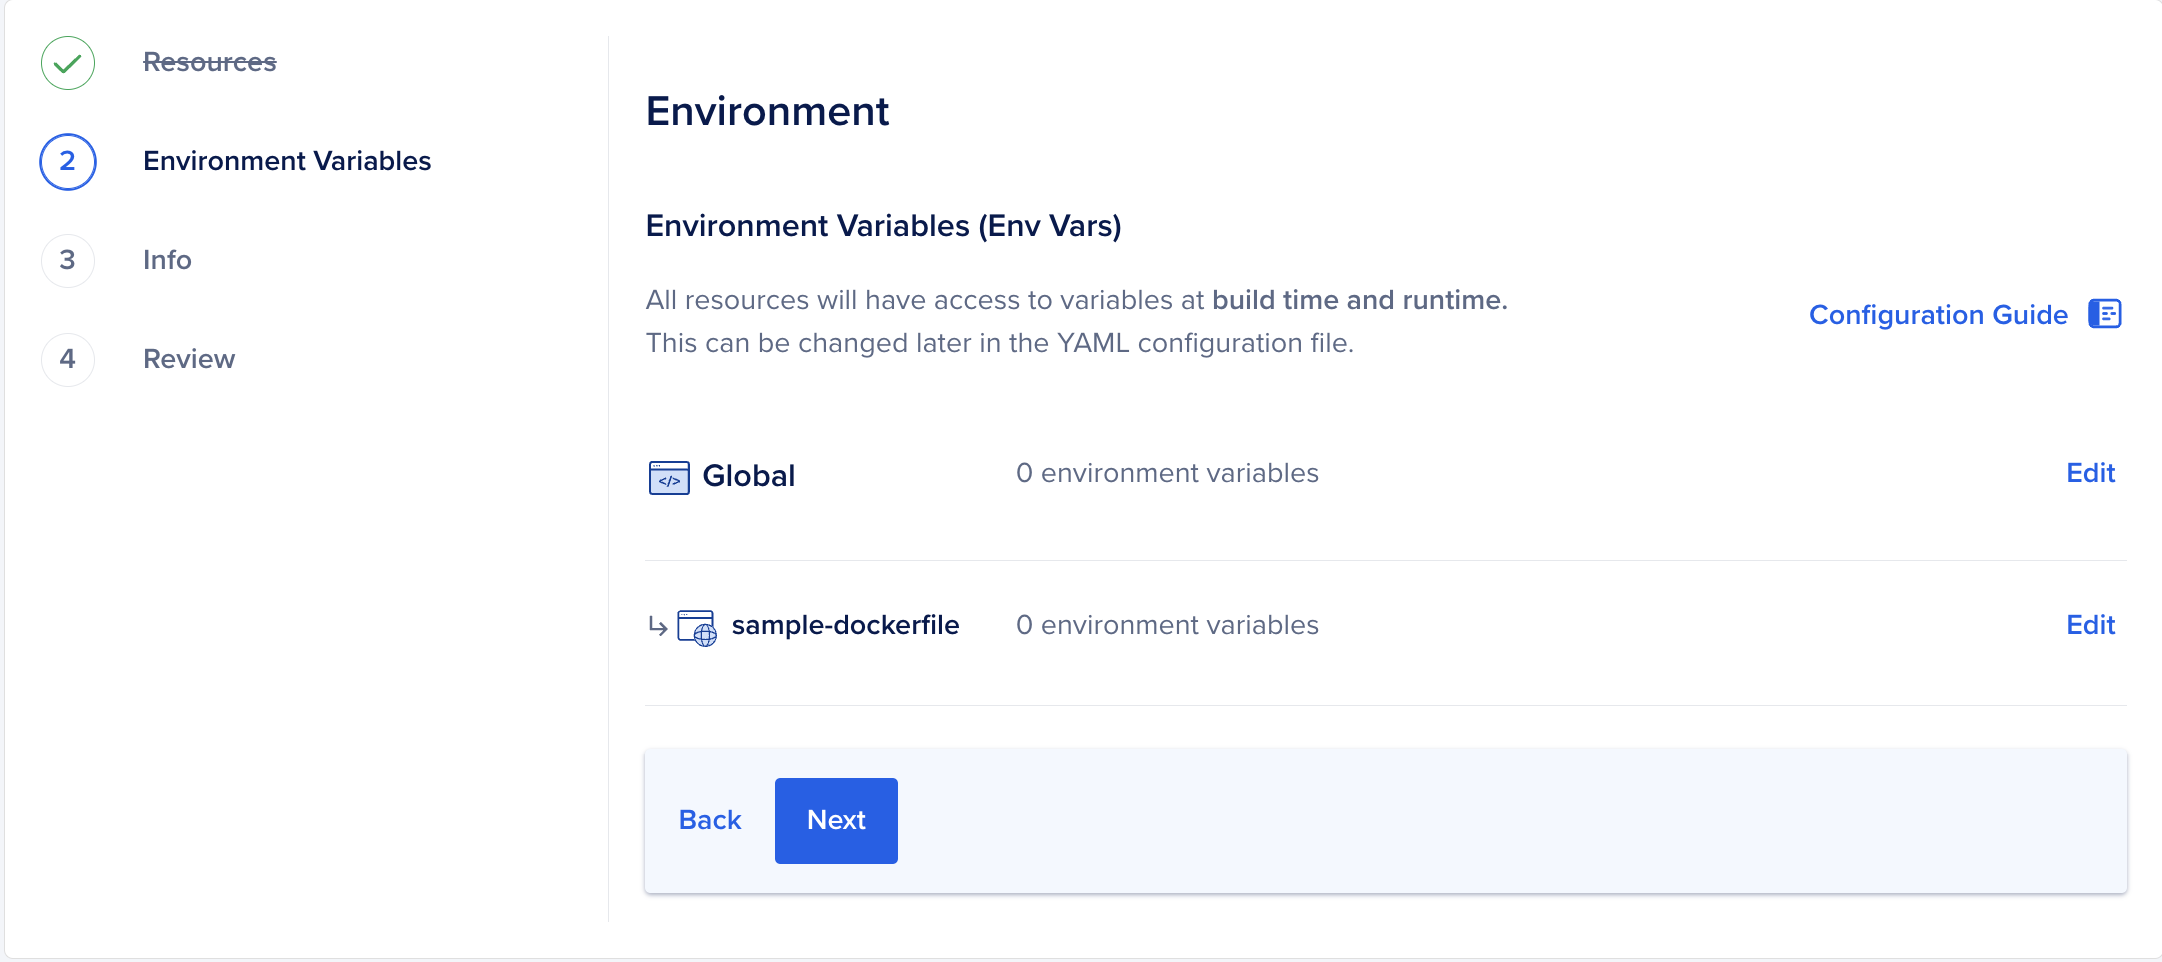 Resources
2
Environment Variables
3
Info
4
Review
Environment
Environment Variables (Env Vars)
All resources will have access to variables at build time and runtime.
This can be changed later in the YAML configuration file.
Configuration Guide
</> Global 0 environment variables Edit
sample-dockerfile 0 environment variables Edit
Back Next